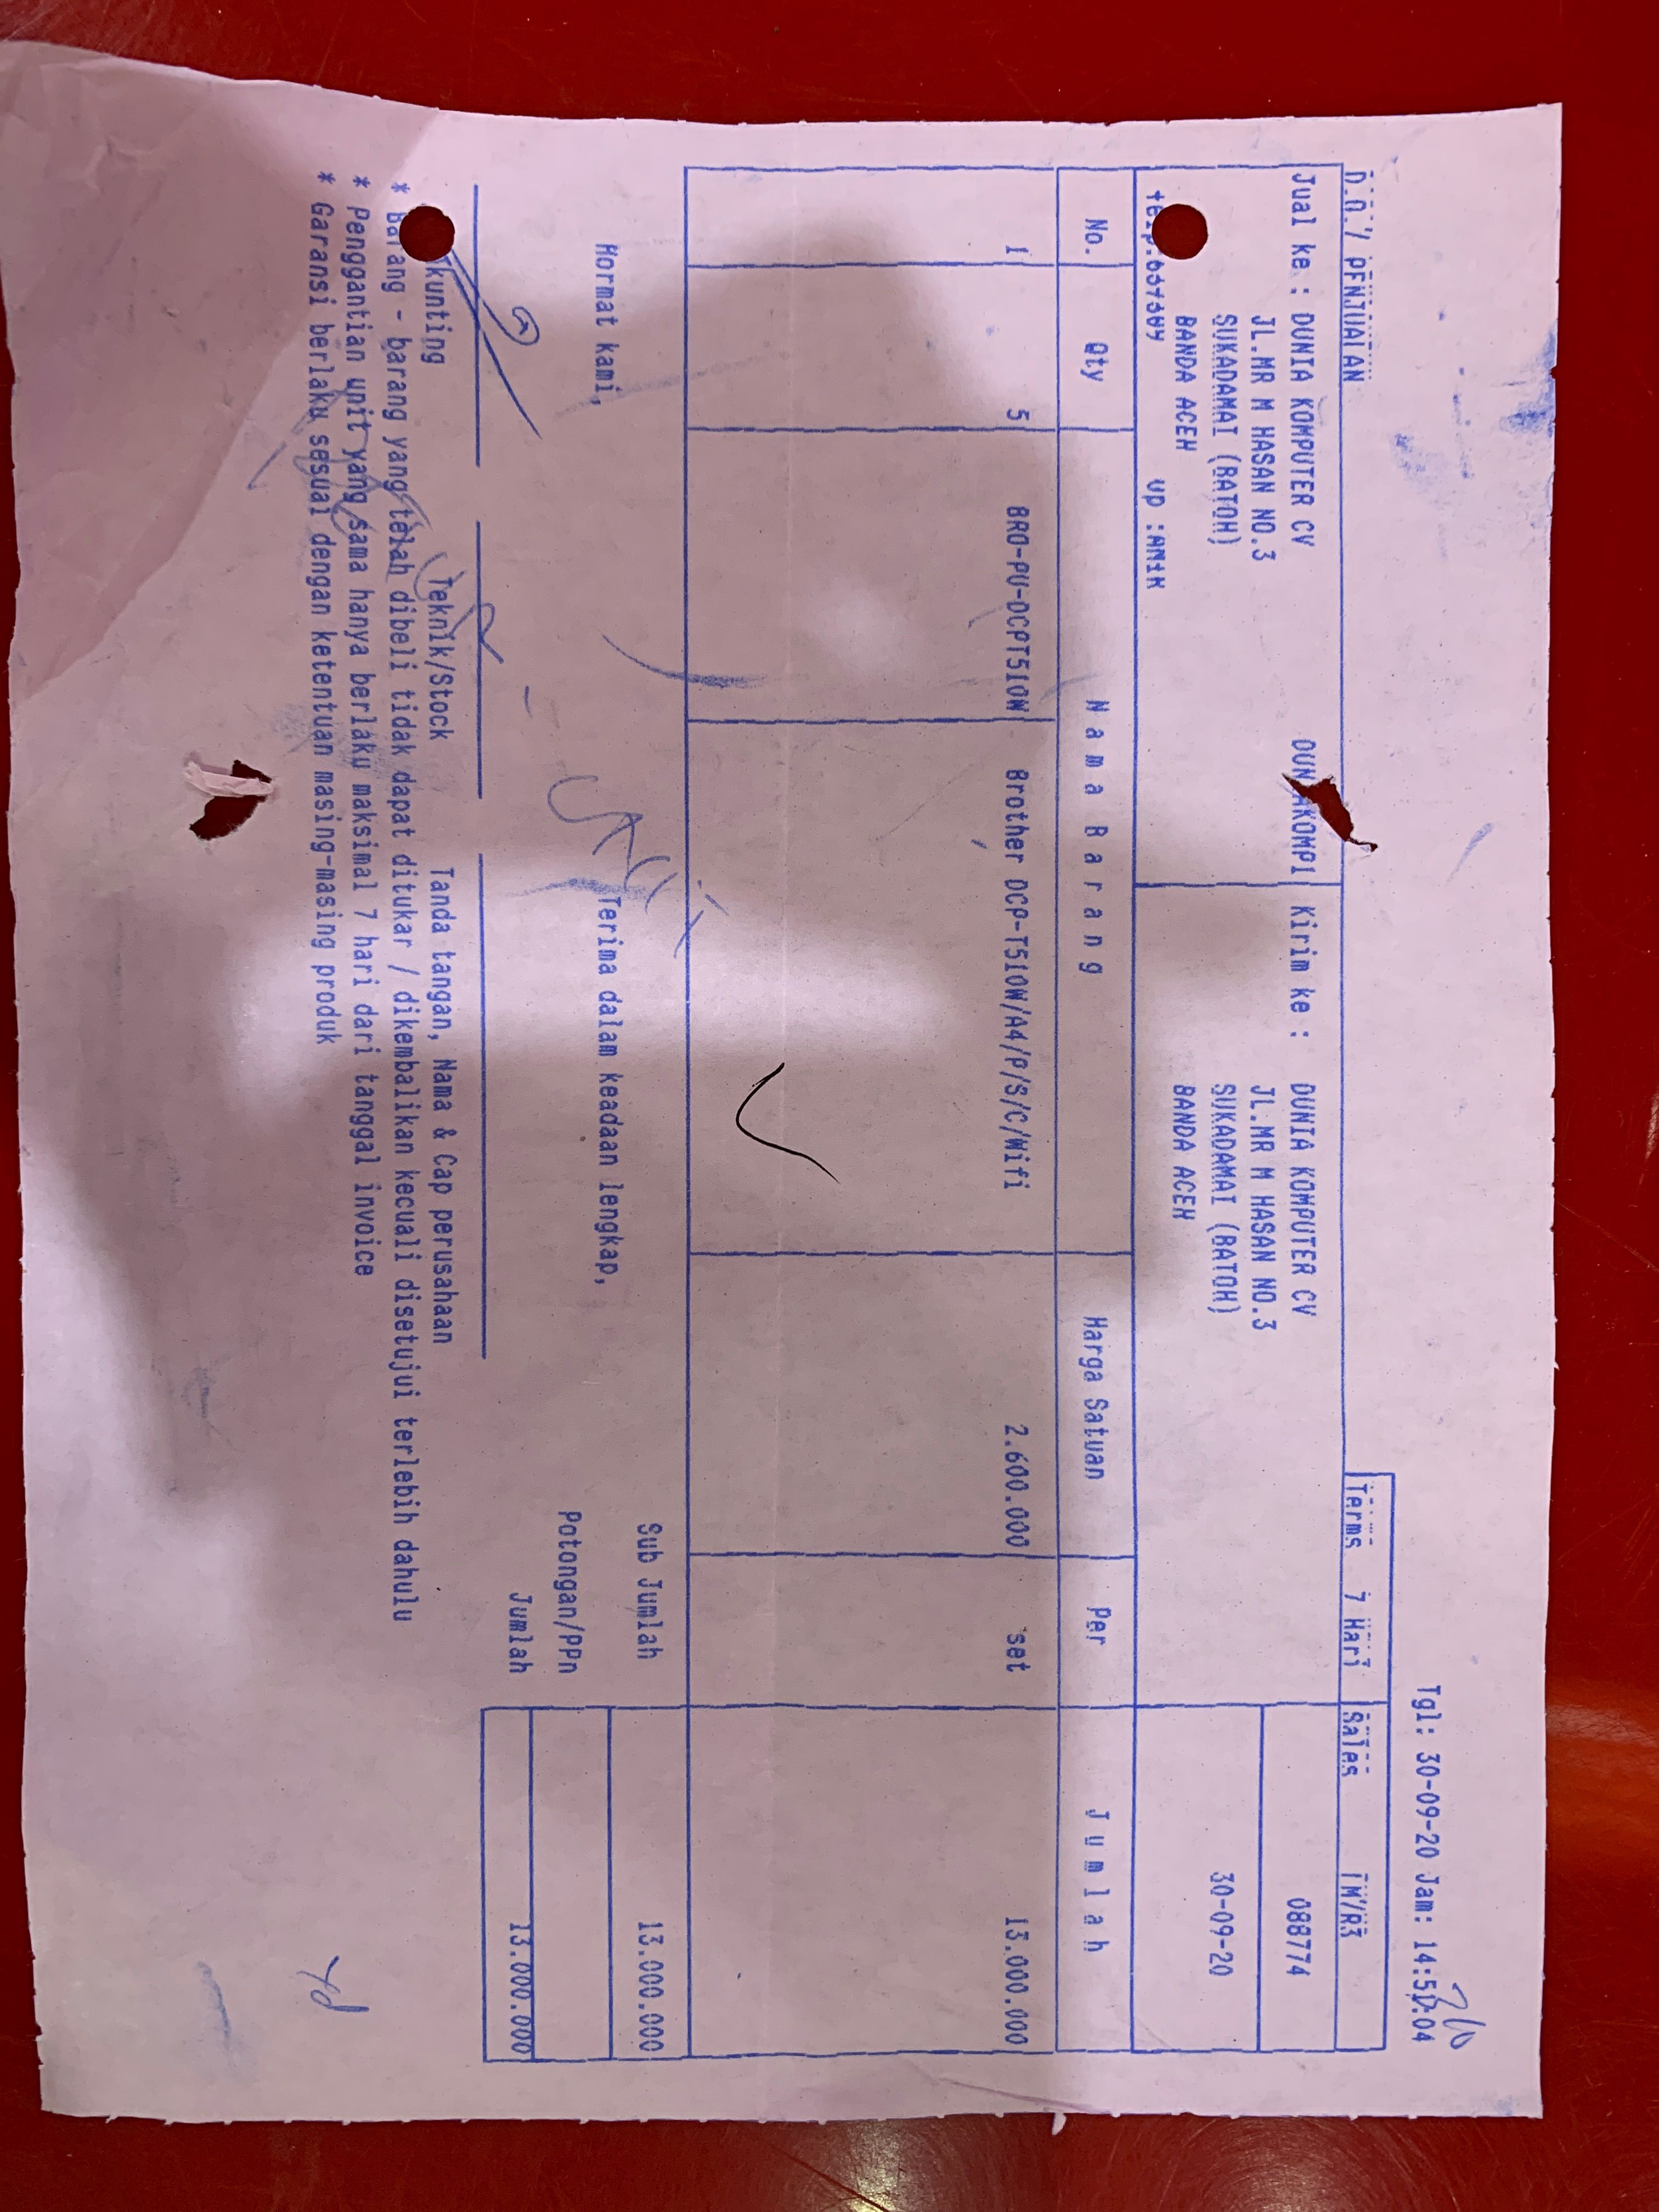 Tgl: 30-09-20 Jam: 14:51:04
D.O./ PENJUALAN
Terms 7 Hari Sales TM/R3
Jual ke : DUNIA KOMPUTER CV
JL.MR M HASAN NO.3
SUKADAMAI (BATOH)
BANDA ACEH
up :
Kirim ke : DUNIA KOMPUTER CV
JL.MR M HASAN NO.3
SUKADAMAI (BATOH)
BANDA ACEH
088774
30-09-20
No. Qty Nama Barang Harga Satuan Per Jumlah
1 5 BRO-PV-DCPT510W Brother DCP-T510W/A4/P/S/C/Wifi 2.600.000 set 13.000.000
Hormat kami, Terima dalam keadaan lengkap,
Sub Jumlah 13.000.000
Potongan/PPn
Jumlah 13.000.000
Teknik/Stock Tanda tangan, Nama & Cap perusahaan
* Barang - barang yang telah dibeli tidak dapat ditukar / dikembalikan kecuali disetujui terlebih dahulu
* Penggantian unit yang sama hanya berlaku maksimal 7 hari dari tanggal invoice
* Garansi berlaku sesuai dengan ketentuan masing-masing produk